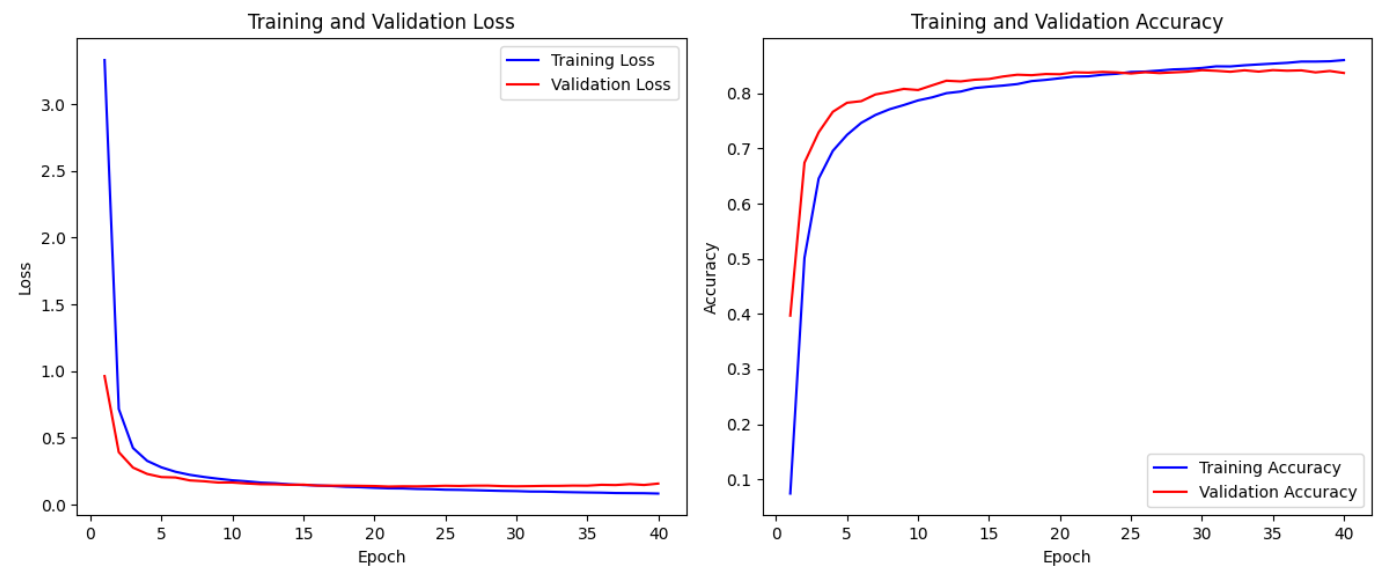 Training and Validation Loss
Training Loss
Validation Loss
3.0
2.5
2.0
1.5
1.0
0.5
0.0
Loss
0 5 10 15 20 25 30 35 40
Epoch
Training and Validation Accuracy
0.8
0.7
0.6
0.5
0.4
0.3
0.2
0.1
Accuracy
Training Accuracy
Validation Accuracy
0 5 10 15 20 25 30 35 40
Epoch